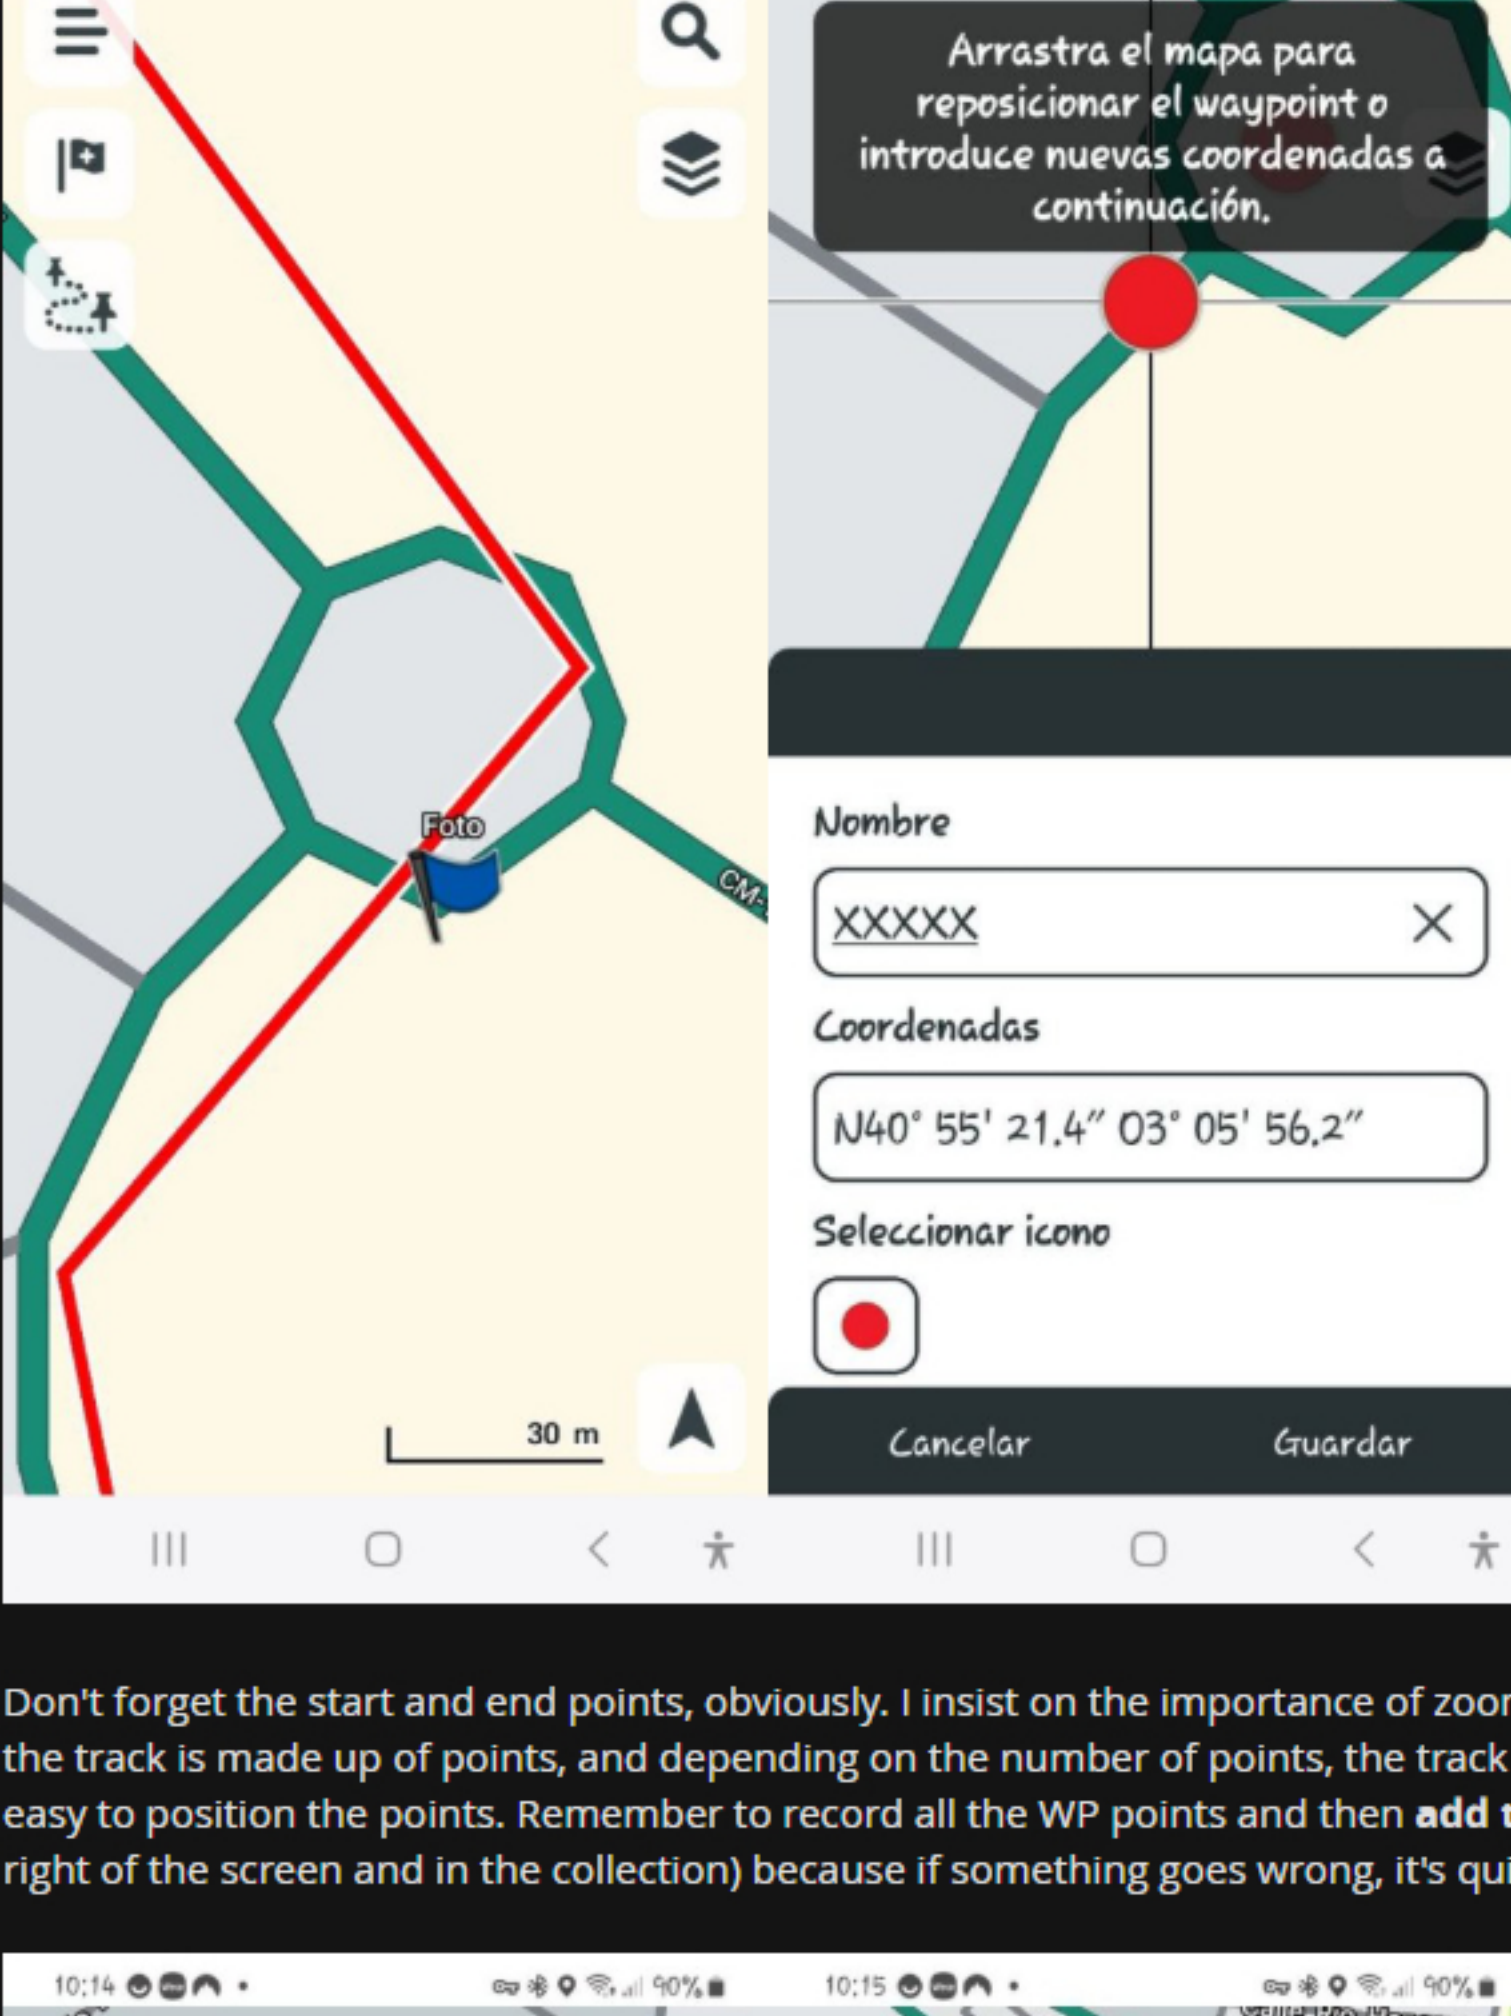 Foto
CM-
30 m
Arrastra el mapa para
reposicionar el waypoint o
introduce nuevas coordenadas a
continuación.
Nombre
XXXXX
Coordenadas
N40° 55' 21.4" O3° 05' 56.2"
Seleccionar icono
Cancelar
Guardar
Don't forget the start and end points, obviously. I insist on the importance of
the track is made up of points, and depending on the number of points, the track
easy to position the points. Remember to record all the WP points and then add
right of the screen and in the collection) because if something goes wrong, it's
10:14
90%
10:15
90%